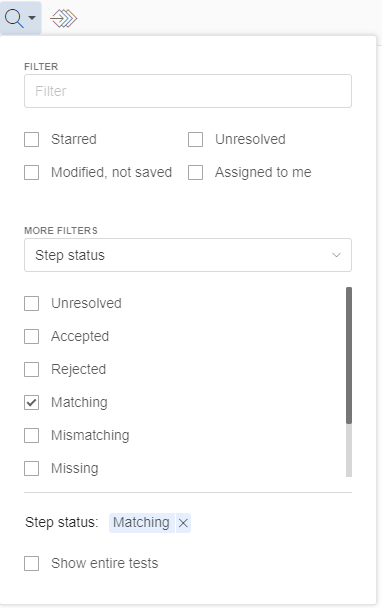 FILTER
Filter
Starred Unresolved
Modified, not saved Assigned to me
MORE FILTERS
Step status
Unresolved
Accepted
Rejected
Matching
Mismatching
Missing
Step status: Matching ×
Show entire tests